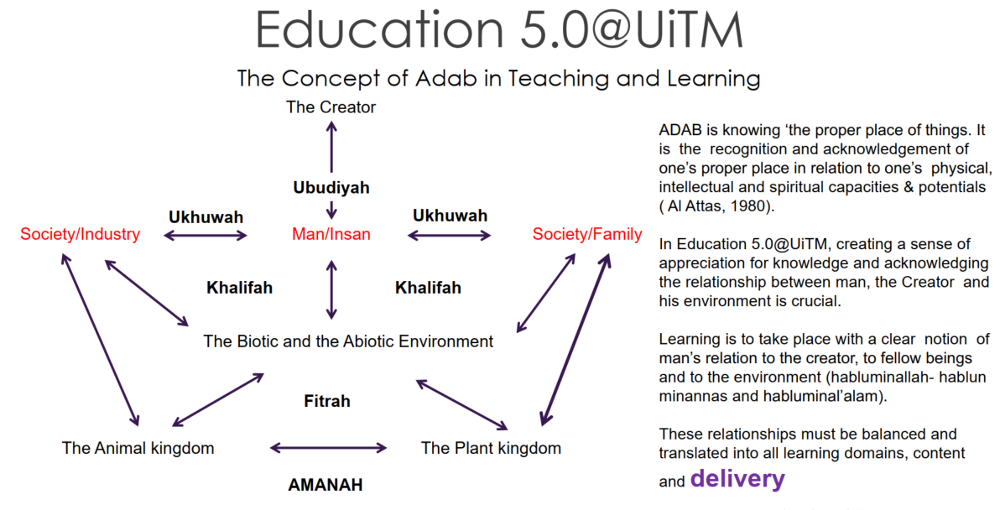 Education 5.0@UiTM
The Concept of Adab in Teaching and Learning
The Creator
Ubudiyah
Ukhuwah
Ukhuwah
Society/Industry
Man/Insan
Society/Family
Khalifah
Khalifah
The Biotic and the Abiotic Environment
Fitrah
The Animal kingdom
The Plant kingdom
AMANAH
ADAB is knowing ‘the proper place of things. It
is the recognition and acknowledgement of
one’s proper place in relation to one’s physical,
intellectual and spiritual capacities & potentials
( Al Attas, 1980).
In Education 5.0@UiTM, creating a sense of
appreciation for knowledge and acknowledging
the relationship between man, the Creator and
his environment is crucial.
Learning is to take place with a clear notion of
man’s relation to the creator, to fellow beings
and to the environment (habluminallah- hablun
minannas and habluminal’alam).
These relationships must be balanced and
translated into all learning domains, content
and delivery